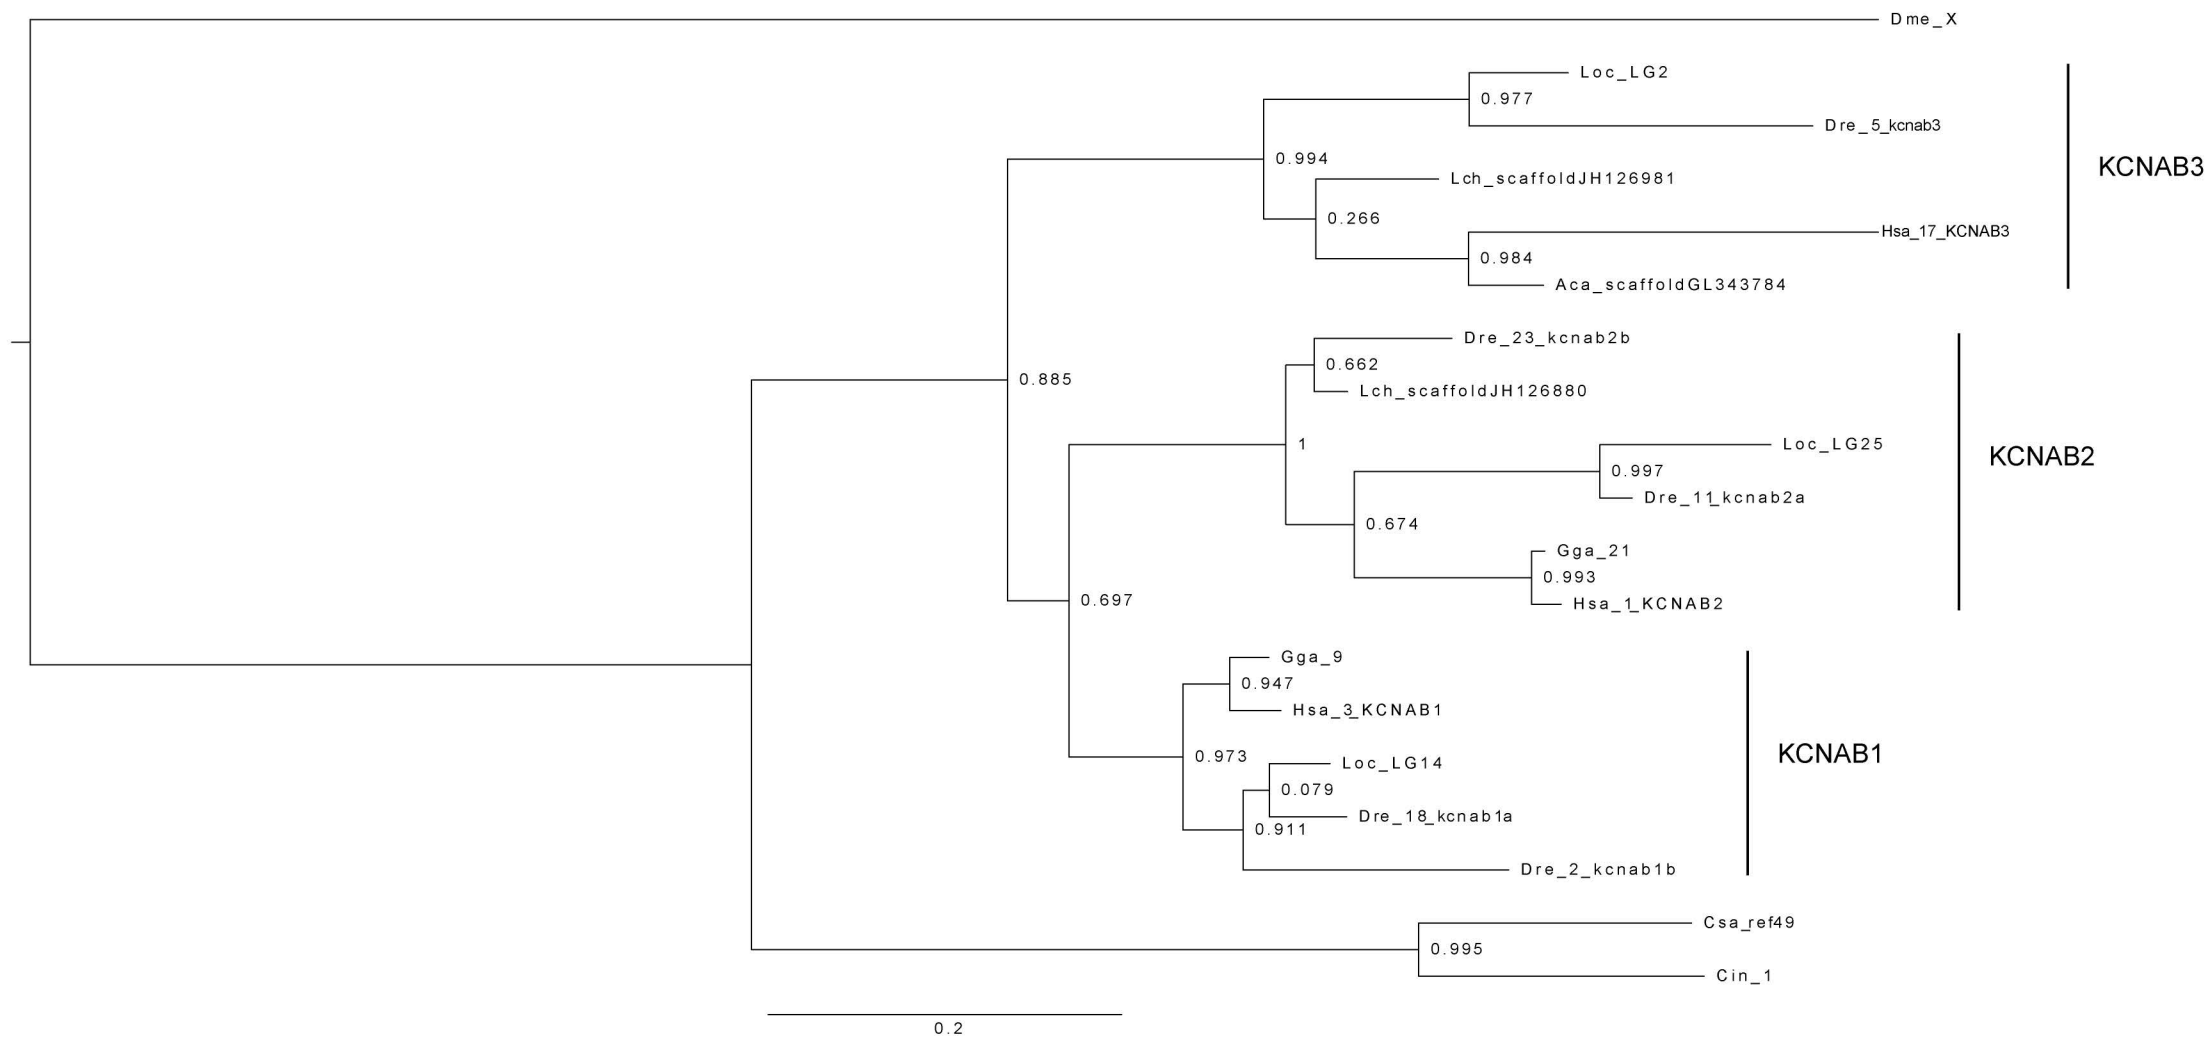 Dme_X
Loc_LG2
0.977
Dre_5_kcnab3
0.994
Lch_scaffoldJH126981
KCNAB3
0.266
Hsa_17_KCNAB3
0.984
Aca_scaffoldGL343784
Dre_23_kcnab2b
0.662
0.885
Lch_scaffoldJH126880
1
Loc_LG25
KCNAB2
0.997
Dre_11_kcnab2a
0.674
Gga_21
0.993
0.697
Hsa_1_KCNAB2
Gga_9
0.947
Hsa_3_KCNAB1
0.973
KCNAB1
Loc_LG14
0.079
Dre_18_kcnab1a
0.911
Dre_2_kcnab1b
Csa_ref49
0.995
Cin_1
0.2